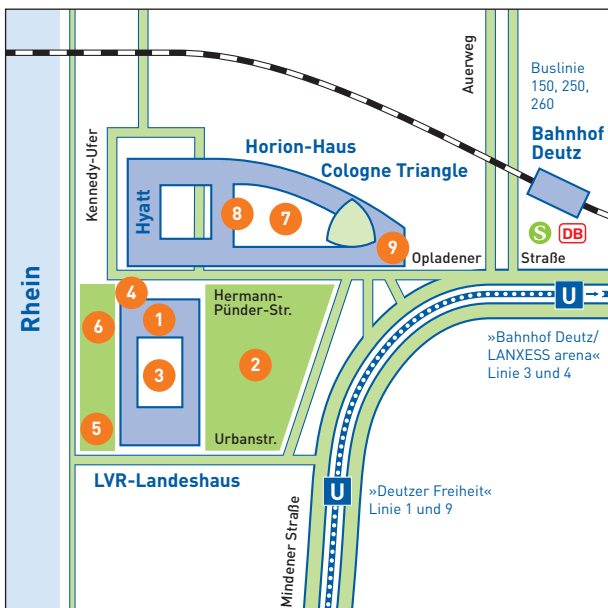 Auerweg
Buslinie
150, 250,
260
Bahnhof
Deutz
S
DB
Kennedy-Ufer
Horion-Haus
Cologne Triangle
Hyatt
8
7
9
Opladener
Straße
Rhein
4
6
1
3
5
Hermann-
Pünder-Str.
2
Urbanstr.
U
»Bahnhof Deutz/
LANXESS arena«
Linie 3 und 4
LVR-Landeshaus
U
»Deutzer Freiheit«
Linie 1 und 9
Mindener Straße